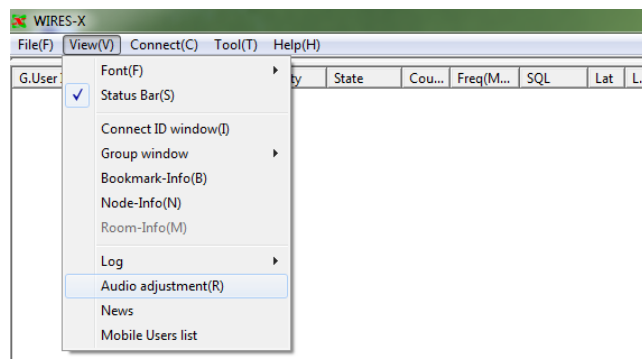 WIRES-X
File(F) View(V) Connect(C) Tool(T) Help(H)
G.User ty State Cou... Freq(M... SQL Lat L.
Font(F)
Status Bar(S)
Connect ID window(I)
Group window
Bookmark-Info(B)
Node-Info(N)
Room-Info(M)
Log
Audio adjustment(R)
News
Mobile Users list